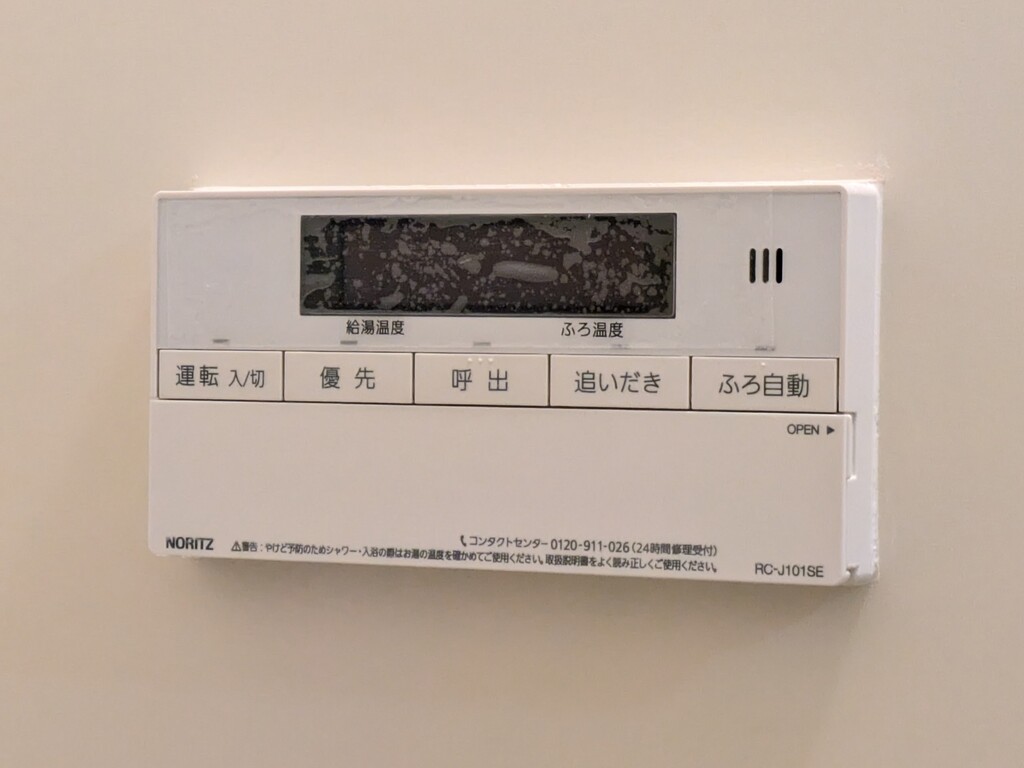 給湯温度 ふろ温度
運転 入/切 優先 呼出 追いだき ふろ自動
OPEN ▶
コンタクトセンター 0120-911-026 (24時間修理受付)
NORITZ ⚠警告:やけど予防のためシャワー・入浴の際はお湯の温度を確かめてご使用ください。取扱説明書をよく読み正しくご使用ください。
RC-J101SE